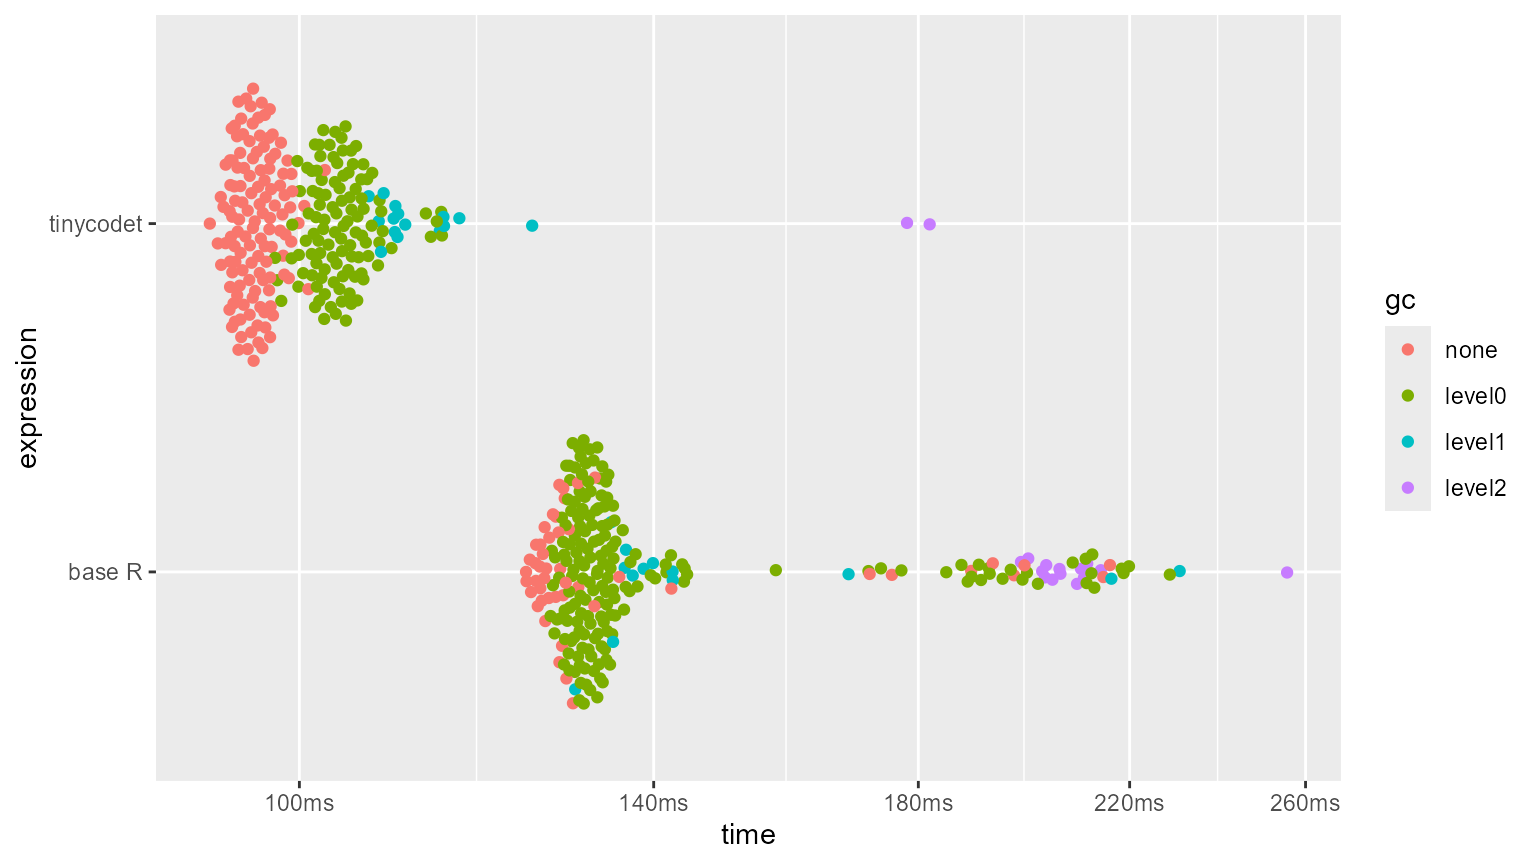 tinycodet
base R
expression
100ms 140ms 180ms 220ms 260ms
time
gc
none
level0
level1
level2